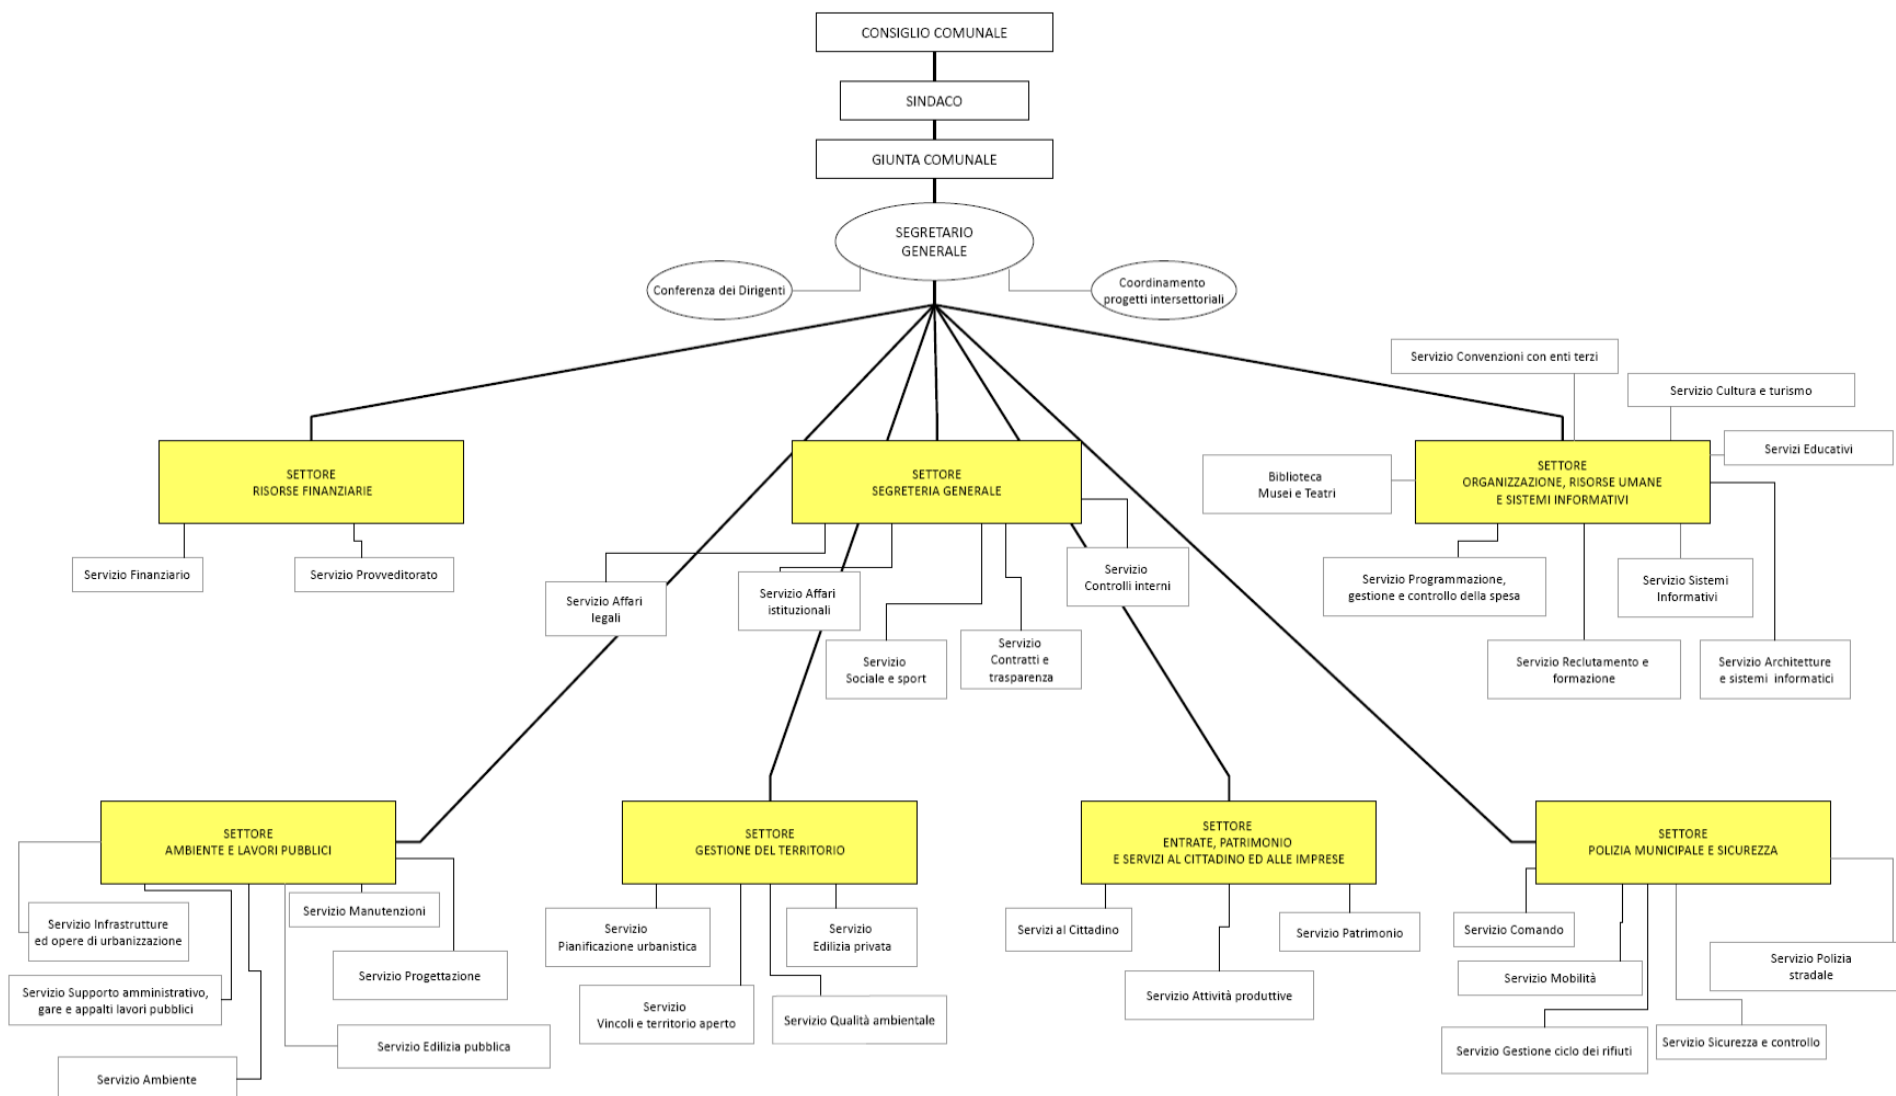 CONSIGLIO COMUNALE
SINDACO
GIUNTA COMUNALE
SEGRETARIO
GENERALE
Conferenza dei Dirigenti
Coordinamento
progetti intersettoriali
Servizio Convenzioni con enti terzi
Servizio Cultura e turismo
Servizi Educativi
Biblioteca
Musei e Teatri
SETTORE
RISORSE FINANZIARIE
SETTORE
SEGRETERIA GENERALE
SETTORE
ORGANIZZAZIONE, RISORSE UMANE
E SISTEMI INFORMATIVI
Servizio Finanziario
Servizio Provveditorato
Servizio Affari
legali
Servizio Affari
istituzionali
Servizio
Sociale e sport
Servizio
Contratti e
trasparenza
Servizio
Controlli interni
Servizio Programmazione,
gestione e controllo della spesa
Servizio Sistemi
Informativi
Servizio Reclutamento e
formazione
Servizio Architetture
e sistemi informatici
SETTORE
AMBIENTE E LAVORI PUBBLICI
SETTORE
GESTIONE DEL TERRITORIO
SETTORE
ENTRATE, PATRIMONIO
E SERVIZI AL CITTADINO ED ALLE IMPRESE
SETTORE
POLIZIA MUNICIPALE E SICUREZZA
Servizio Infrastrutture
ed opere di urbanizzazione
Servizio Manutenzioni
Servizio Progettazione
Servizio Supporto amministrativo,
gare e appalti lavori pubblici
Servizio Edilizia pubblica
Servizio Ambiente
Servizio
Pianificazione urbanistica
Servizio
Edilizia privata
Servizio
Vincoli e territorio aperto
Servizio Qualità ambientale
Servizi al Cittadino
Servizio Patrimonio
Servizio Attività produttive
Servizio Comando
Servizio Mobilità
Servizio Polizia
stradale
Servizio Gestione ciclo dei rifiuti
Servizio Sicurezza e controllo